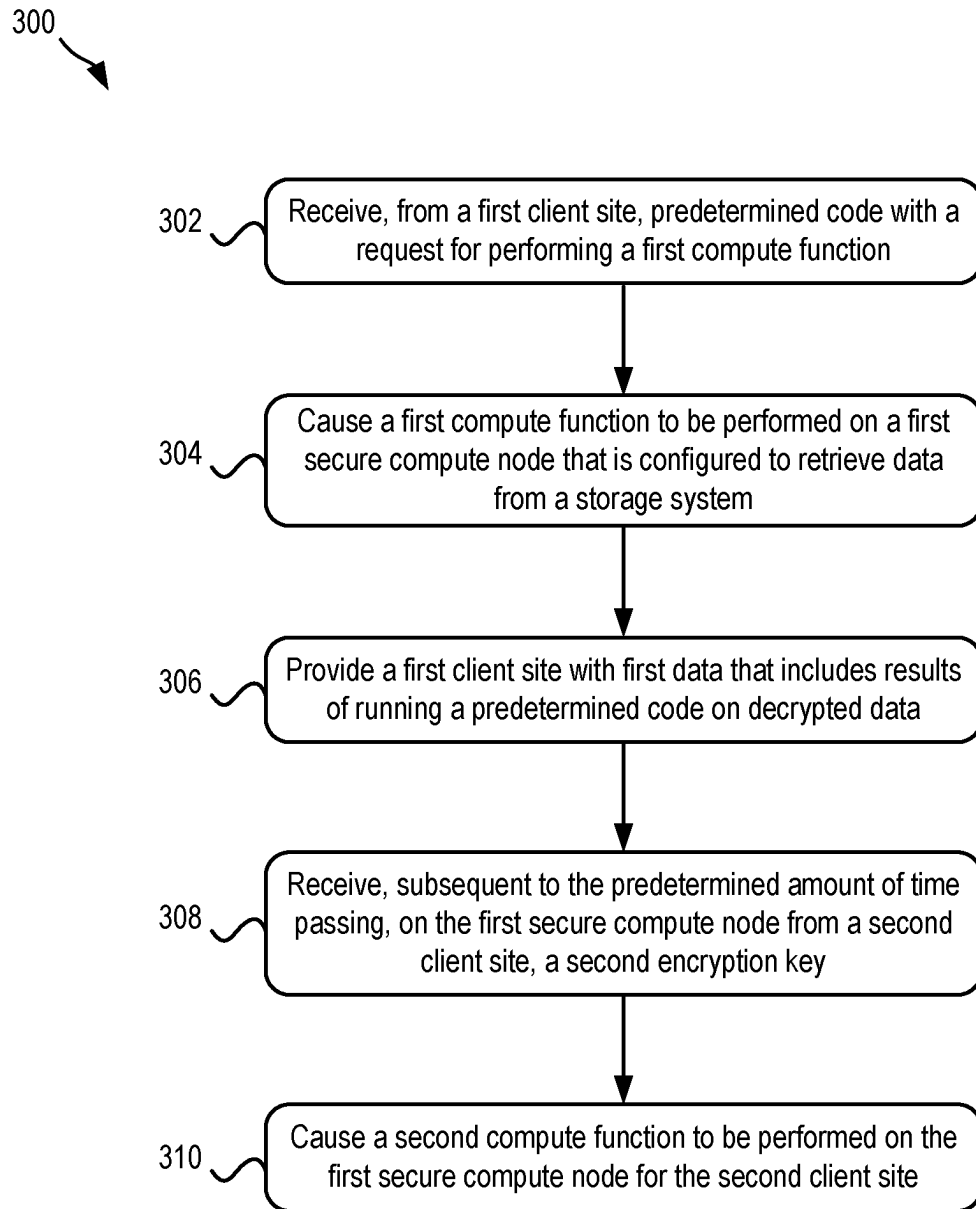 300
302
Receive, from a first client site, predetermined code with a
request for performing a first compute function
304
Cause a first compute function to be performed on a first
secure compute node that is configured to retrieve data
from a storage system
306
Provide a first client site with first data that includes results
of running a predetermined code on decrypted data
308
Receive, subsequent to the predetermined amount of time
passing, on the first secure compute node from a second
client site, a second encryption key
310
Cause a second compute function to be performed on the
first secure compute node for the second client site